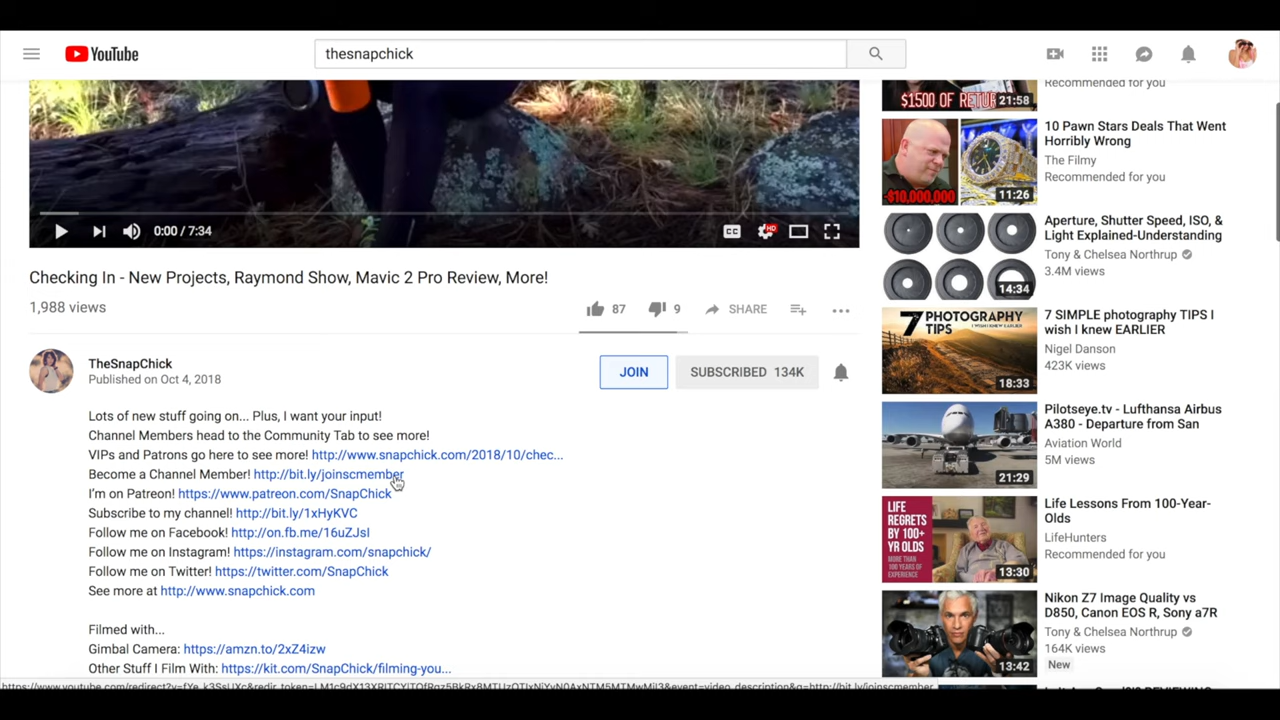 YouTube
thesnapchick
0:00 / 7:34
CC
HD
Checking In - New Projects, Raymond Show, Mavic 2 Pro Review, More!
1,988 views
87
9
SHARE
TheSnapChick
Published on Oct 4, 2018
JOIN
SUBSCRIBED 134K
Lots of new stuff going on... Plus, I want your input!
Channel Members head to the Community Tab to see more!
VIPs and Patrons go here to see more! http://www.snapchick.com/2018/10/chec...
Become a Channel Member! http://bit.ly/joinscmember
I'm on Patreon! https://www.patreon.com/SnapChick
Subscribe to my channel! http://bit.ly/1xHyKVC
Follow me on Facebook! http://on.fb.me/16uZJsI
Follow me on Instagram! https://instagram.com/snapchick/
Follow me on Twitter! https://twitter.com/SnapChick
See more at http://www.snapchick.com
Filmed with...
Gimbal Camera: https://amzn.to/2xZ4izw
Other Stuff I Film With: https://kit.com/SnapChick/filming-you...
$1500 OF
21:58
Recommended for you
-$10,000,000
11:26
10 Pawn Stars Deals That Went
Horribly Wrong
The Filmy
Recommended for you
14:34
Aperture, Shutter Speed, ISO, &
Light Explained-Understanding
Tony & Chelsea Northrup
3.4M views
7 PHOTOGRAPHY
TIPS
18:33
7 SIMPLE photography TIPS I
wish I knew EARLIER
Nigel Danson
423K views
21:29
Pilotseye.tv - Lufthansa Airbus
A380 - Departure from San
Aviation World
5M views
LIFE
REGRETS
BY 100+
YR OLDS
MORE THAN
100 YEARS OF
EXPERIENCE
13:30
Life Lessons From 100-Year-
Olds
LifeHunters
Recommended for you
13:42
Nikon Z7 Image Quality vs
D850, Canon EOS R, Sony a7R
Tony & Chelsea Northrup
164K views
New